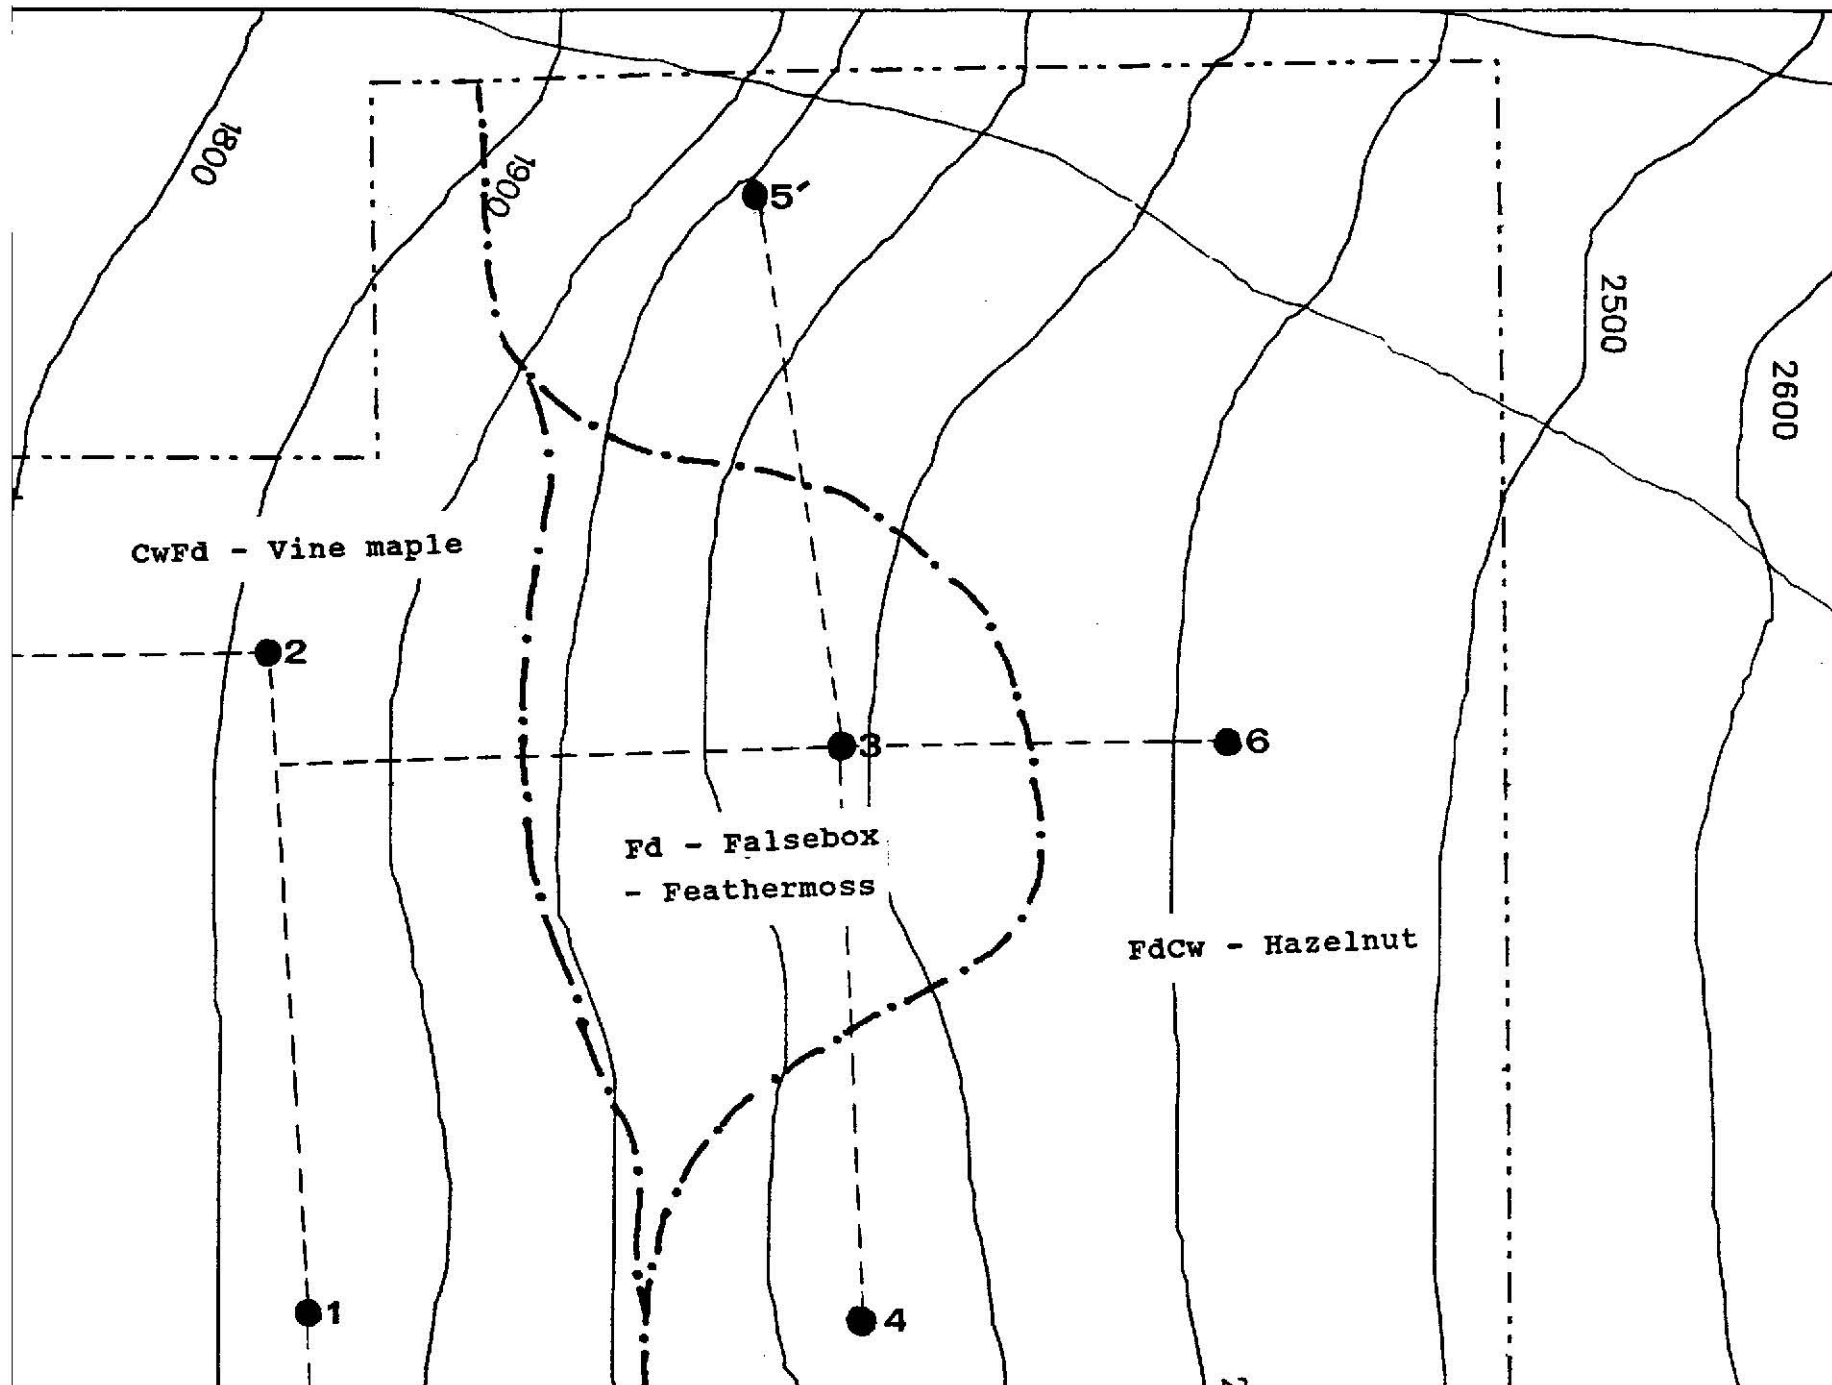 1800
1900
5
2500
2600
CwFd - Vine maple
2
3
6
Fd - Falsebox
- Feathermoss
FdCw - Hazelnut
1
4